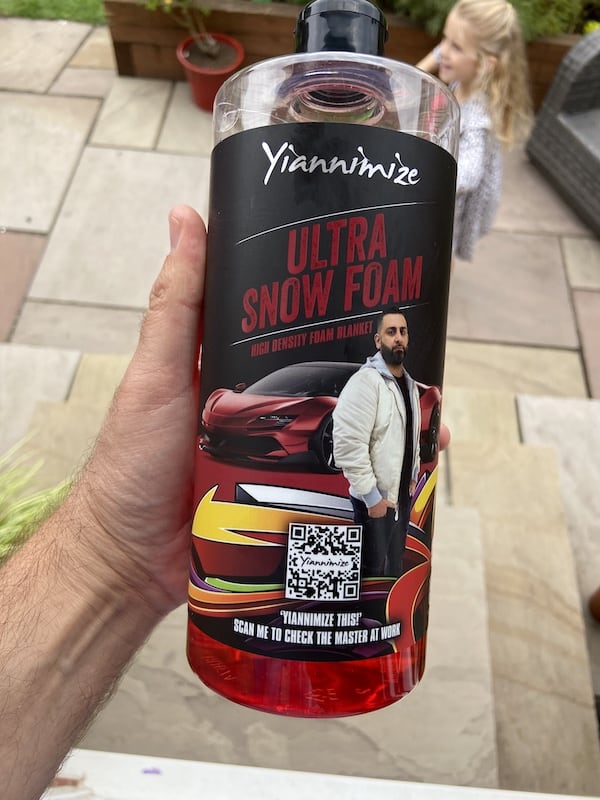 Yiannimize
ULTRA
SNOW FOAM
HIGH DENSITY FOAM BLANKET
Yiannimize
'YIANNIMIZE THIS!'
SCAN ME TO CHECK THE MASTER AT WORK